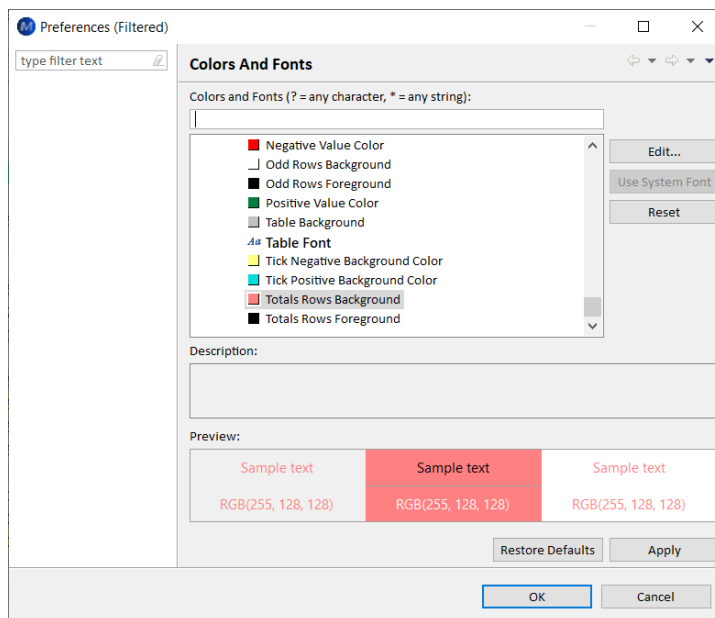 M Preferences (Filtered)
type filter text
Colors And Fonts
Colors and Fonts (? = any character, * = any string):
Negative Value Color
Odd Rows Background
Odd Rows Foreground
Positive Value Color
Table Background
Aa Table Font
Tick Negative Background Color
Tick Positive Background Color
Totals Rows Background
Totals Rows Foreground
Edit...
Use System Font
Reset
Description:
Preview:
Sample text Sample text Sample text
RGB(255, 128, 128) RGB(255, 128, 128) RGB(255, 128, 128)
Restore Defaults Apply
OK Cancel